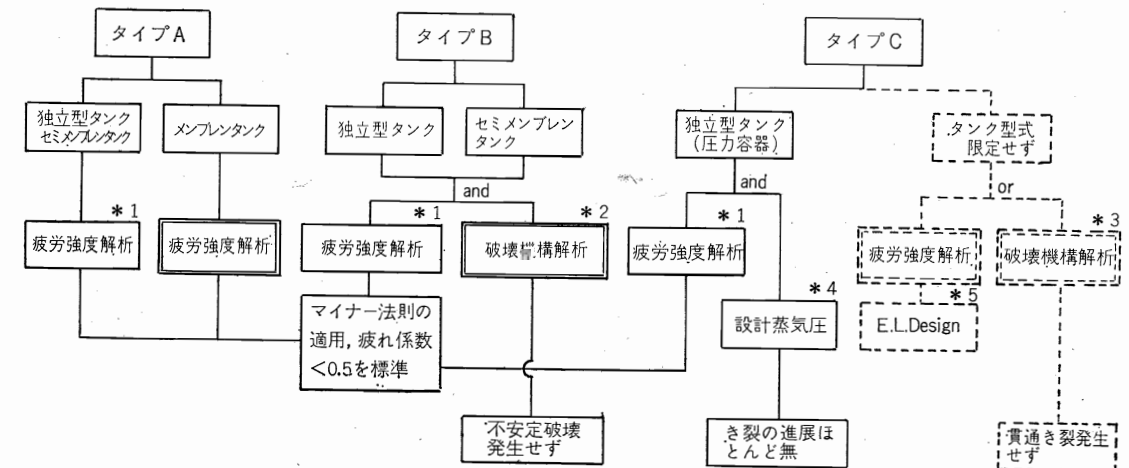 タイプA
タイプB
タイプC
独立型タンク
セミメンブレンタンク
メンブレンタンク
独立型タンク
セミメンブレン
タンク
独立型タンク
(圧力容器)
タンク型式
限定せず
and
and
or
*1
疲労強度解析
疲労強度解析
*1
疲労強度解析
*2
破壊機構解析
*1
疲労強度解析
疲労強度解析
*3
破壊機構解析
マイナー法則の
適用,疲れ係数
<0.5を標準
*4
設計蒸気圧
*5
E.L.Design
不安定破壊
発生せず
き裂の進展ほ
とんど無
貫通き裂発生
せず